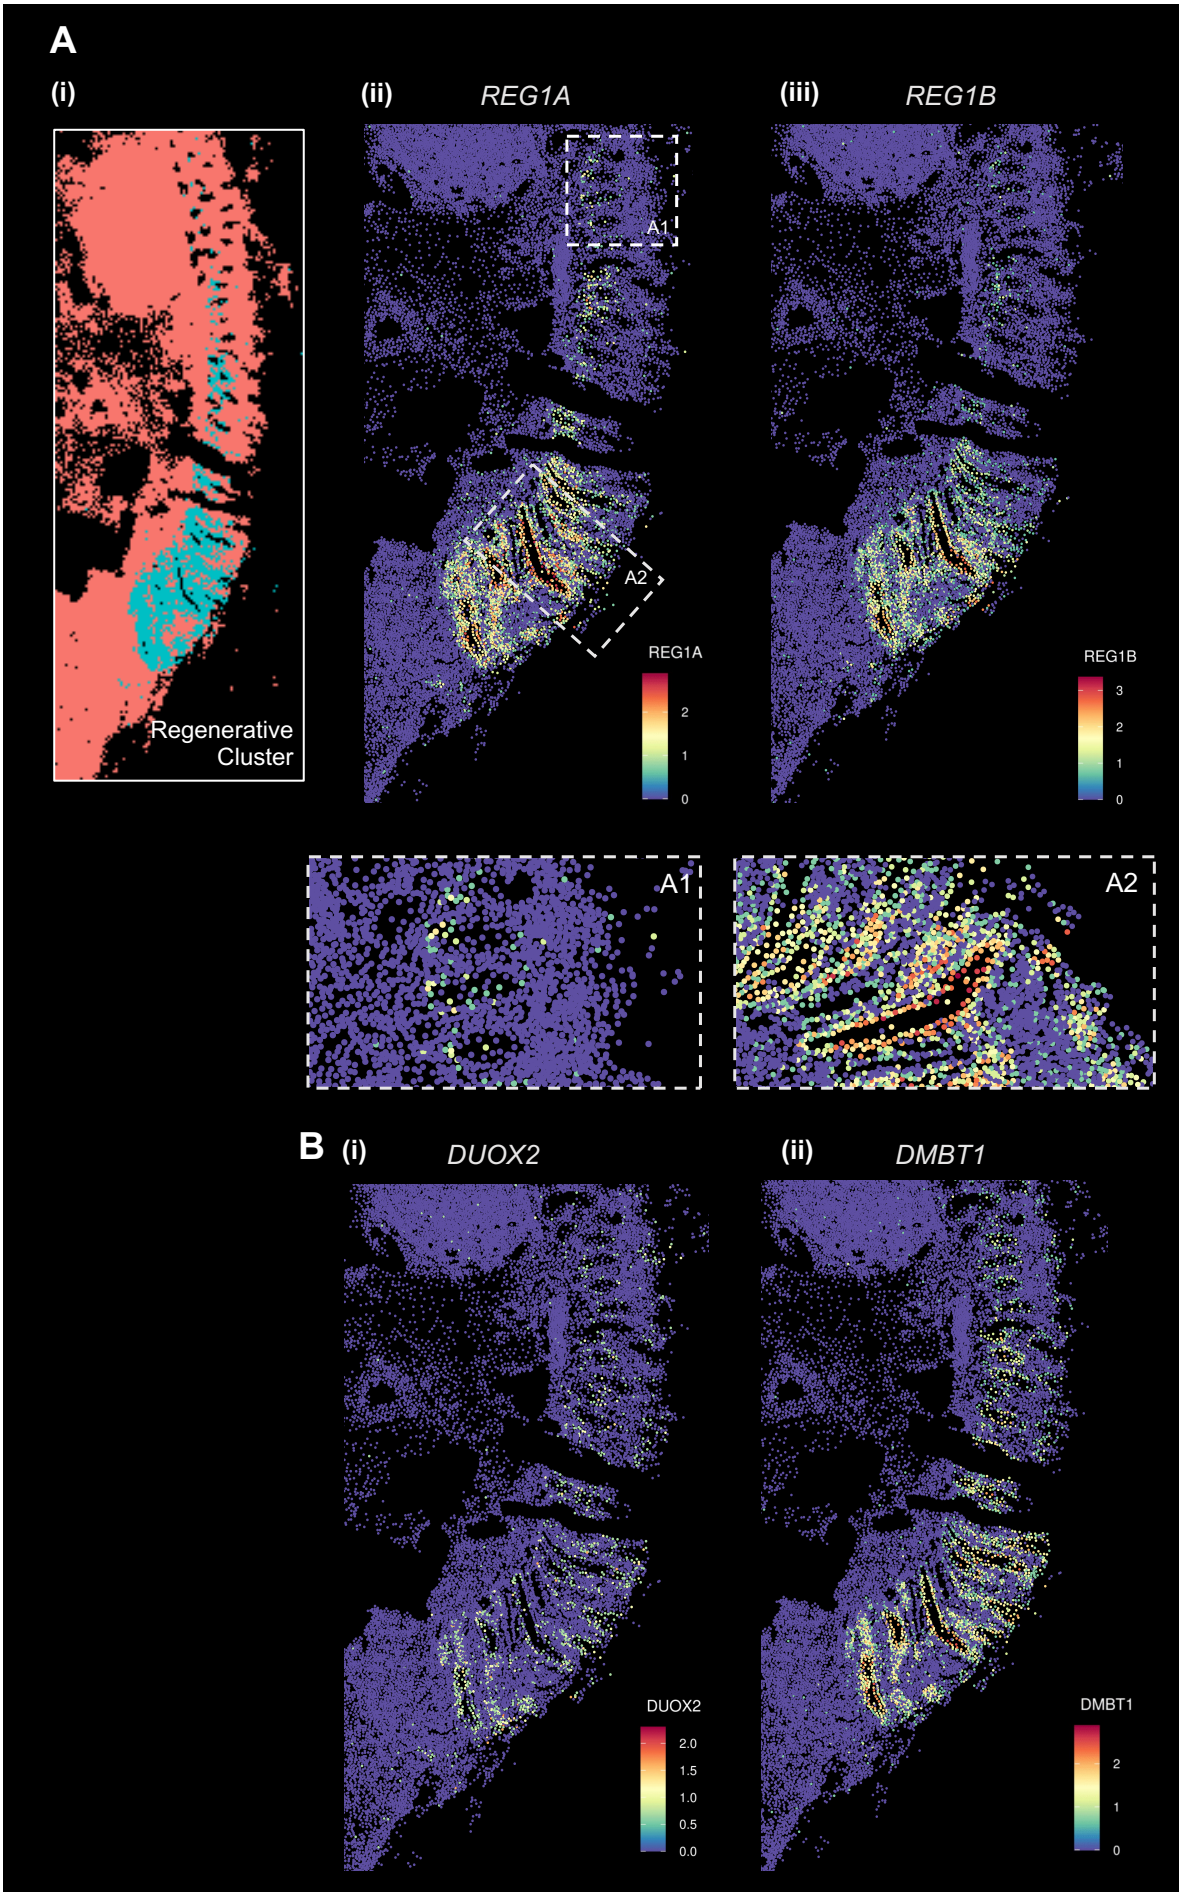 A
(i)
(ii) REG1A
(iii) REG1B
A1
A2
Regenerative
Cluster
REG1A
2
1
0
REG1B
3
2
1
0
A1
A2
B (i) DUOX2
(ii) DMBT1
DUOX2
2.0
1.5
1.0
0.5
0.0
DMBT1
2
1
0